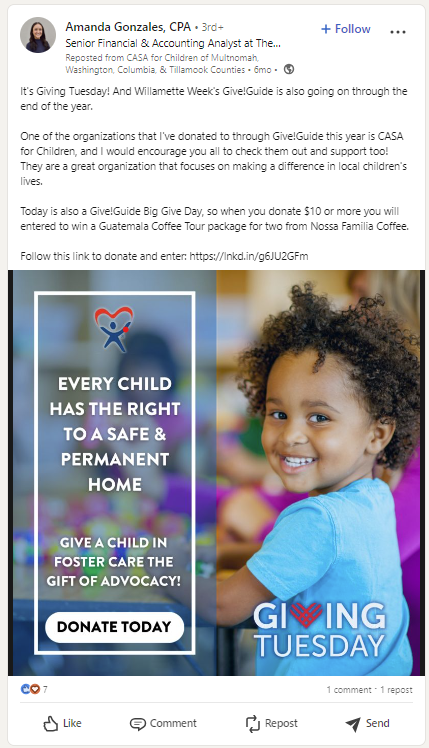 Amanda Gonzales, CPA • 3rd+
+ Follow
Senior Financial & Accounting Analyst at The...
Reposted from CASA for Children of Multnomah,
Washington, Columbia, & Tillamook Counties • 6mo •
It's Giving Tuesday! And Willamette Week's Give!Guide is also going on through the
end of the year.
One of the organizations that I've donated to through Give!Guide this year is CASA
for Children, and I would encourage you all to check them out and support too!
They are a great organization that focuses on making a difference in local children's
lives.
Today is also a Give!Guide Big Give Day, so when you donate $10 or more you will
entered to win a Guatemala Coffee Tour package for two from Nossa Familia Coffee.
Follow this link to donate and enter: https://lnkd.in/g6JU2GFm
EVERY CHILD
HAS THE RIGHT
TO A SAFE &
PERMANENT
HOME
GIVE A CHILD IN
FOSTER CARE THE
GIFT OF ADVOCACY!
DONATE TODAY
GIVING
TUESDAY
7
1 comment · 1 repost
Like
Comment
Repost
Send